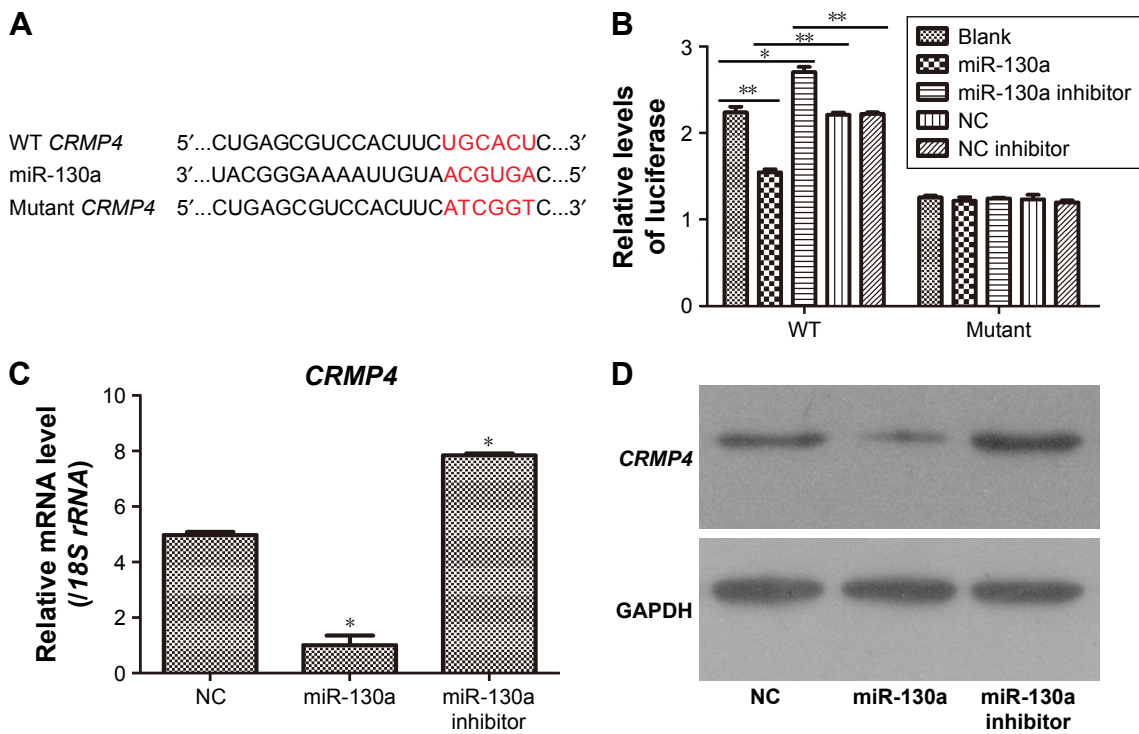 A
WT CRMP4 5′...CUGAGCGUCCACUUCUGCACUC...3′
miR-130a 3′...UACGGGAAAAUUGUAACGUGAC...5′
Mutant CRMP4 5′...CUGAGCGUCCACUUCATCGGTC...3′
B
Relative levels
of luciferase
3
2
1
0
**
**
*
**
Blank
miR-130a
miR-130a inhibitor
NC
NC inhibitor
WT Mutant
C
CRMP4
Relative mRNA level
(/18S rRNA)
10
8
6
4
2
0
*
*
NC miR-130a miR-130a
inhibitor
D
CRMP4
GAPDH
NC miR-130a miR-130a
inhibitor